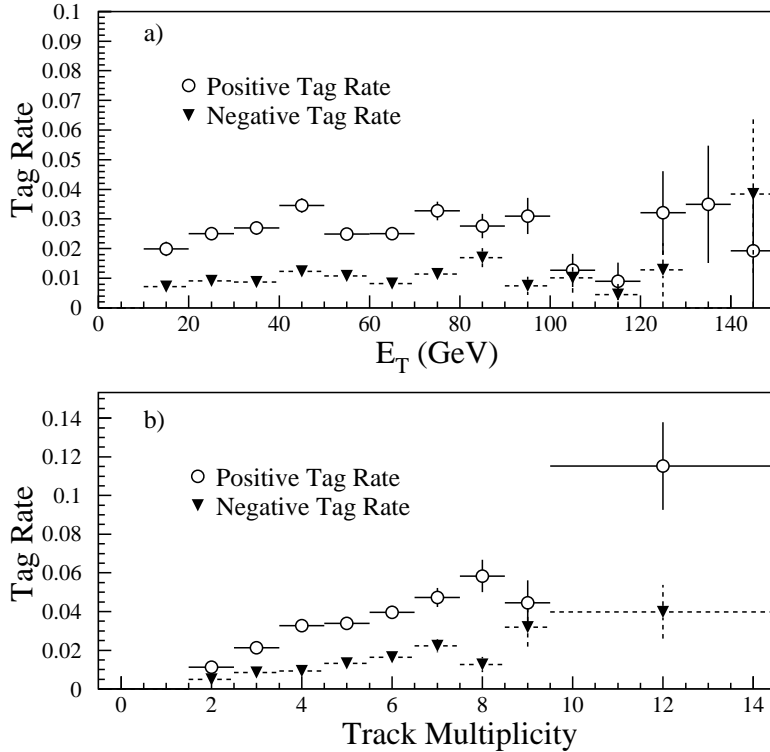 a)
Positive Tag Rate
Negative Tag Rate
Tag Rate
0.1
0.09
0.08
0.07
0.06
0.05
0.04
0.03
0.02
0.01
0
0 20 40 60 80 100 120 140
E_T (GeV)
b)
Positive Tag Rate
Negative Tag Rate
Tag Rate
0.14
0.12
0.1
0.08
0.06
0.04
0.02
0
0 2 4 6 8 10 12 14
Track Multiplicity